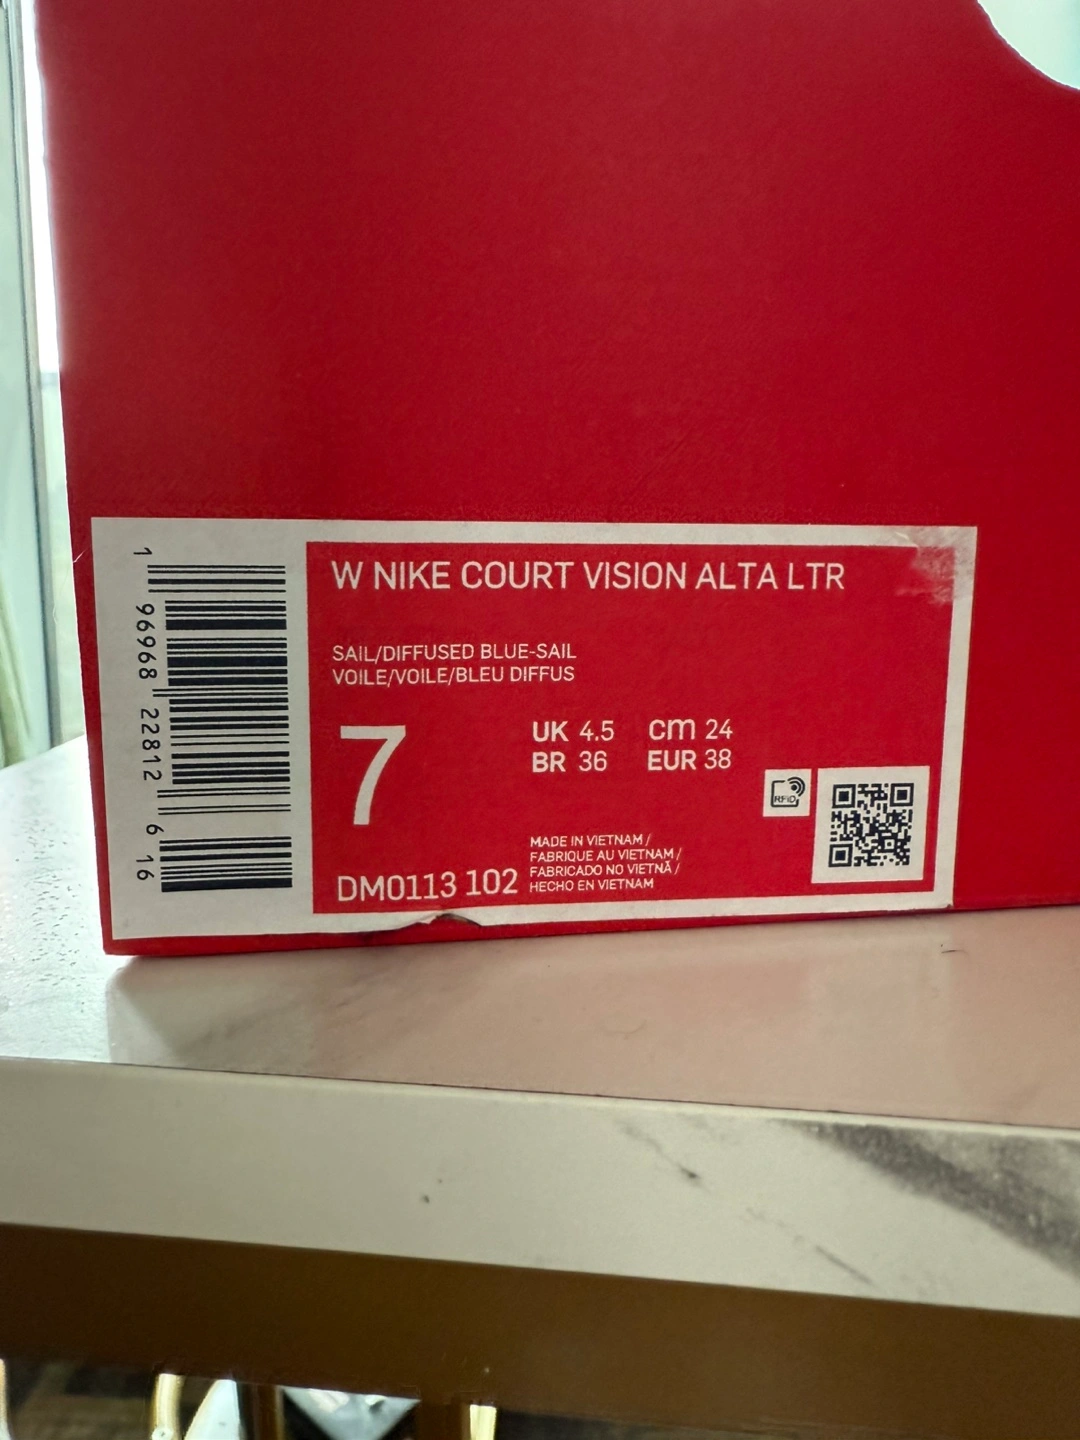 1 96968 22812 6 16
W NIKE COURT VISION ALTA LTR
SAIL/DIFFUSED BLUE-SAIL
VOILE/VOILE/BLEU DIFFUS
7
UK 4.5 cm 24
BR 36 EUR 38
RFID
DM0113 102
MADE IN VIETNAM /
FABRIQUE AU VIETNAM /
FABRICADO NO VIETNÃ /
HECHO EN VIETNAM